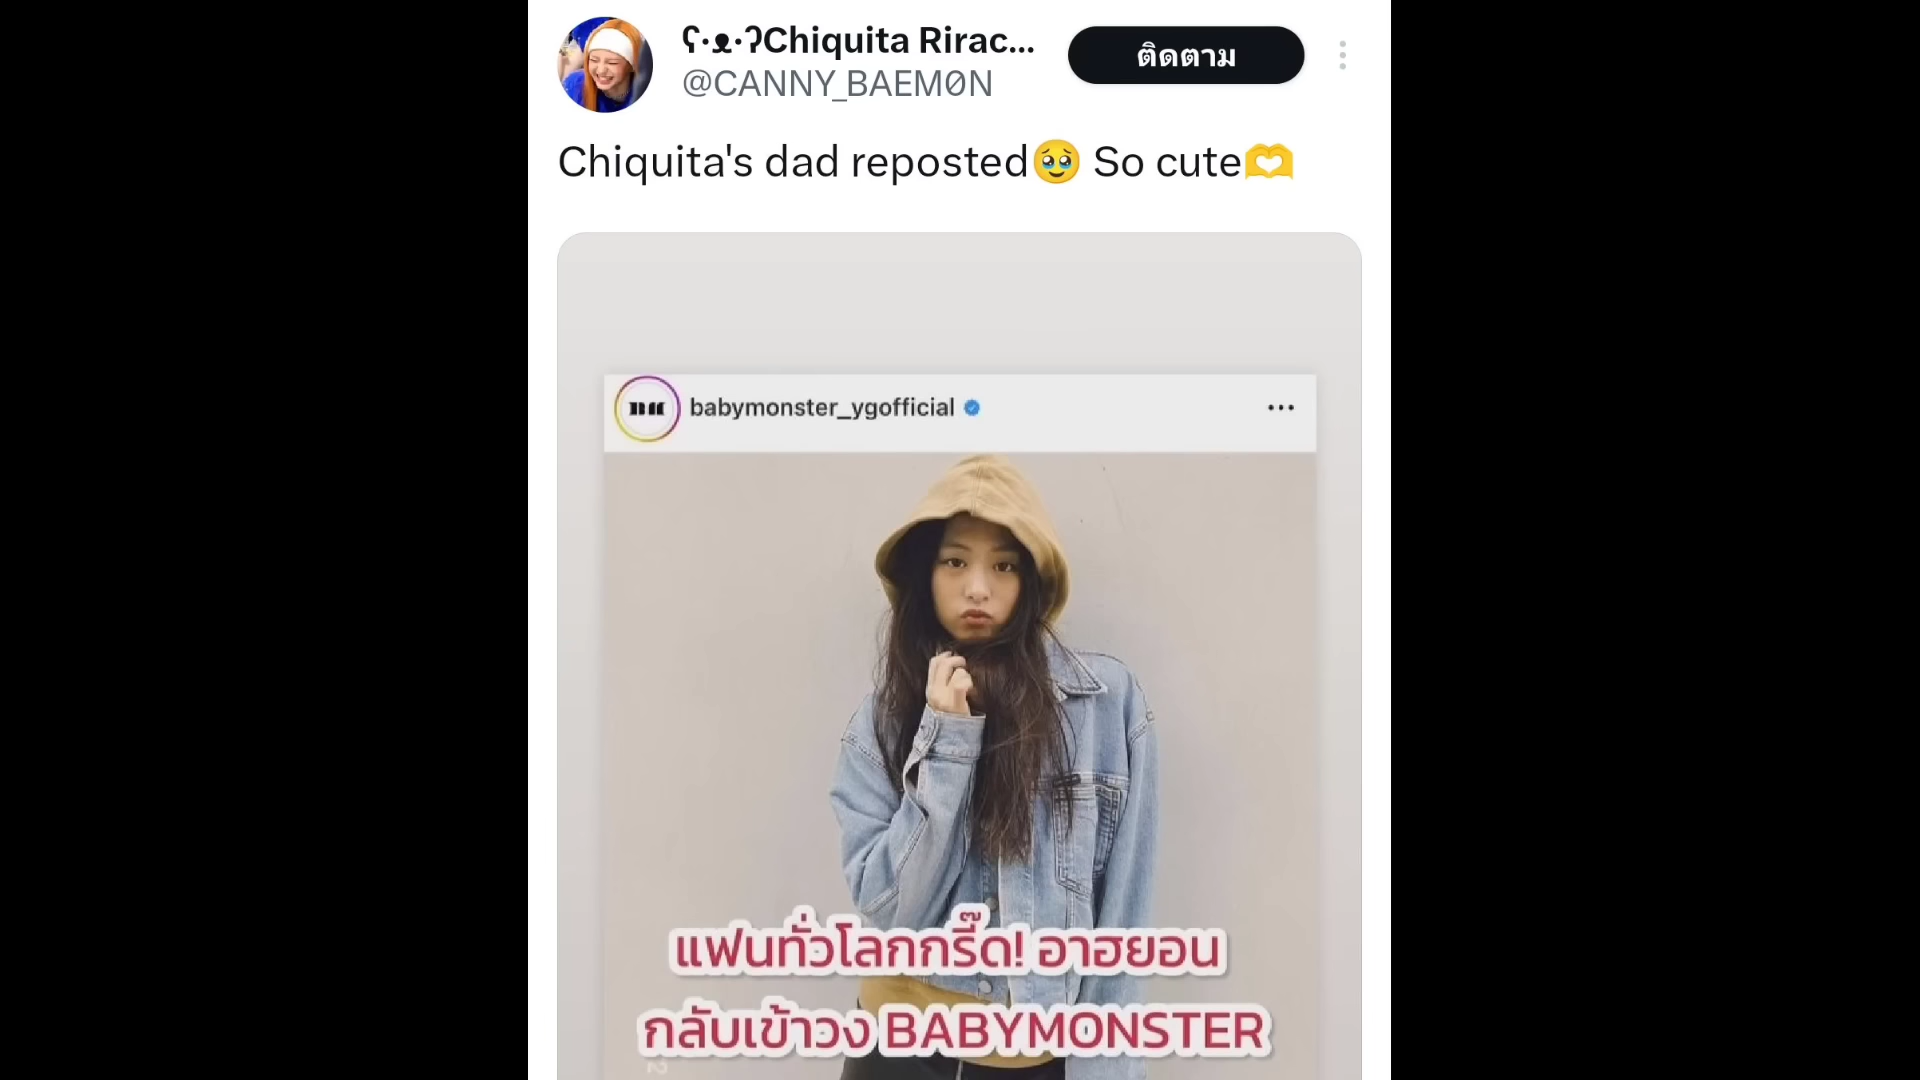 ʕ·ᴥ·ʔChiquita Rirac...
ติดตาม
@CANNY_BAEM0N
Chiquita's dad reposted🥹 So cute🫶
BM
babymonster_ygofficial
แฟนทั่วโลกกรี๊ด! อาฮยอน
กลับเข้าวง BABYMONSTER